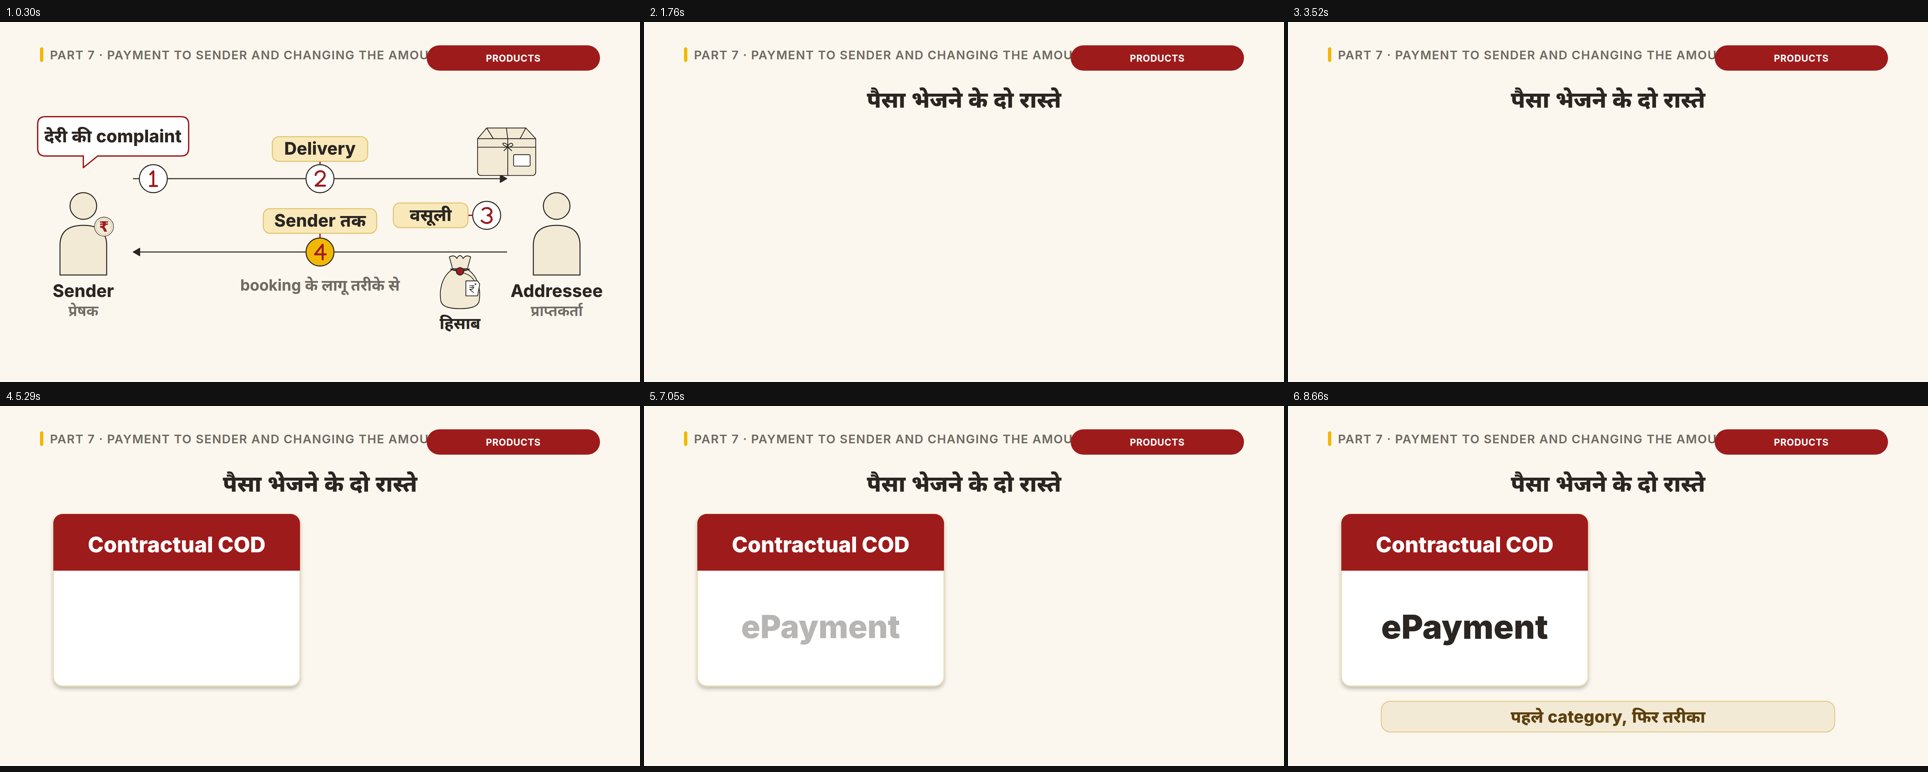 1. 0.30s
PART 7 · PAYMENT TO SENDER AND CHANGING THE AMOU
PRODUCTS
देरी की complaint
Delivery
1
2
Sender तक
वसूली
3
₹
4
booking के लागू तरीके से
₹
Sender
प्रेषक
Addressee
प्राप्तकर्ता
हिसाब
2. 1.76s
PART 7 · PAYMENT TO SENDER AND CHANGING THE AMOU
PRODUCTS
पैसा भेजने के दो रास्ते
3. 3.52s
PART 7 · PAYMENT TO SENDER AND CHANGING THE AMOU
PRODUCTS
पैसा भेजने के दो रास्ते
4. 5.29s
PART 7 · PAYMENT TO SENDER AND CHANGING THE AMOU
PRODUCTS
पैसा भेजने के दो रास्ते
Contractual COD
5. 7.05s
PART 7 · PAYMENT TO SENDER AND CHANGING THE AMOU
PRODUCTS
पैसा भेजने के दो रास्ते
Contractual COD
ePayment
6. 8.66s
PART 7 · PAYMENT TO SENDER AND CHANGING THE AMOU
PRODUCTS
पैसा भेजने के दो रास्ते
Contractual COD
ePayment
पहले category, फिर तरीका